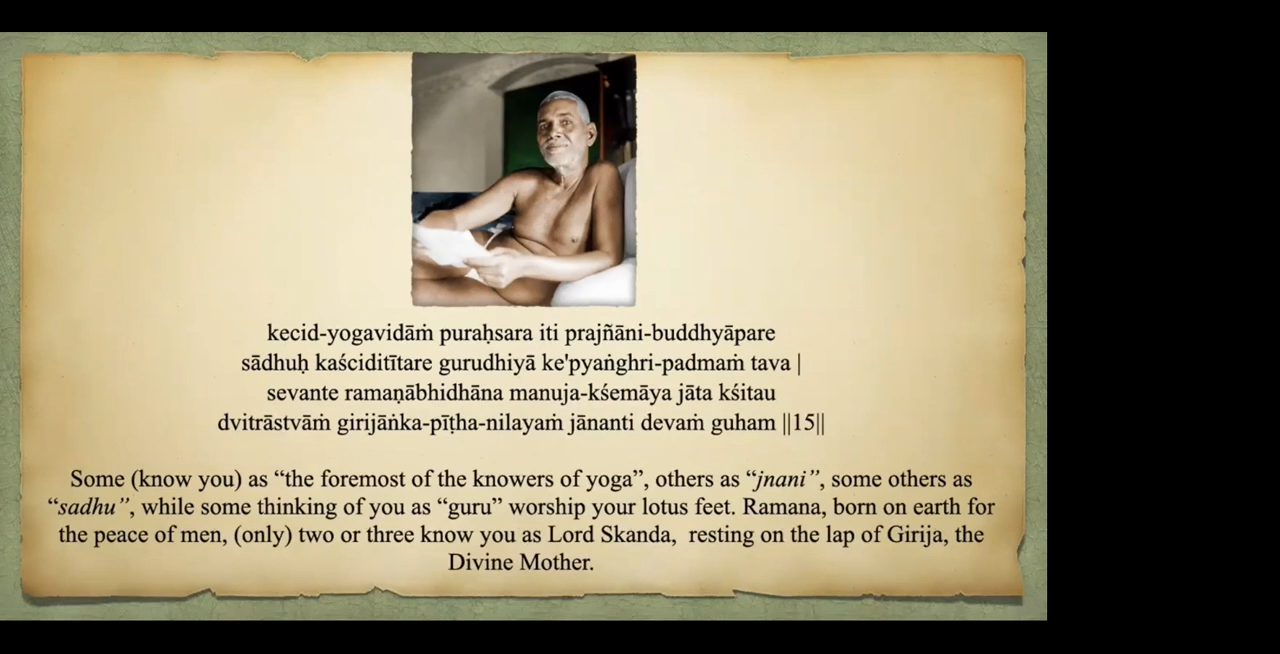 kecid-yogavidāṁ puraḥsara iti prajñāni-buddhyāpare
sādhuḥ kaściditītare gurudhiyā ke'pyaṅghri-padmaṁ tava |
sevante ramaṇābhidhāna manuja-kśemāya jāta kśitau
dvitrāstvāṁ girijāṅka-pīṭha-nilayaṁ jānanti devaṁ guham ||15||
Some (know you) as “the foremost of the knowers of yoga”, others as “jnani”, some others as
“sadhu”, while some thinking of you as “guru” worship your lotus feet. Ramana, born on earth for
the peace of men, (only) two or three know you as Lord Skanda,  resting on the lap of Girija, the
Divine Mother.